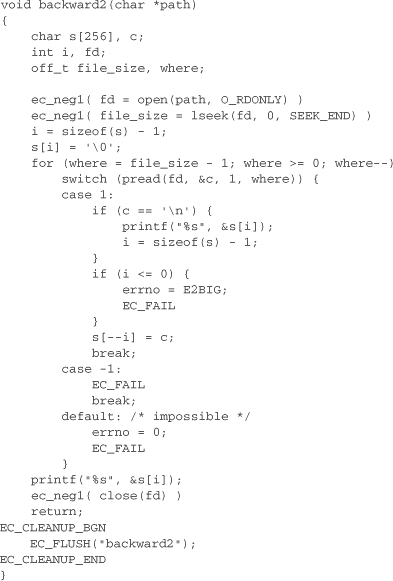 void backward2(char *path)
{
    char s[256], c;
    int i, fd;
    off_t file_size, where;

    ec_neg1( fd = open(path, O_RDONLY) )
    ec_neg1( file_size = lseek(fd, 0, SEEK_END) )
    i = sizeof(s) - 1;
    s[i] = '\0';
    for (where = file_size - 1; where >= 0; where--)
        switch (pread(fd, &c, 1, where)) {
        case 1:
            if (c == '\n') {
                printf("%s", &s[i]);
                i = sizeof(s) - 1;
            }
            if (i <= 0) {
                errno = E2BIG;
                EC_FAIL
            }
            s[--i] = c;
            break;
        case -1:
            EC_FAIL
            break;
        default: /* impossible */
            errno = 0;
            EC_FAIL
        }
    printf("%s", &s[i]);
    ec_neg1( close(fd) )
    return;
EC_CLEANUP_BGN
    EC_FLUSH("backward2");
EC_CLEANUP_END
}